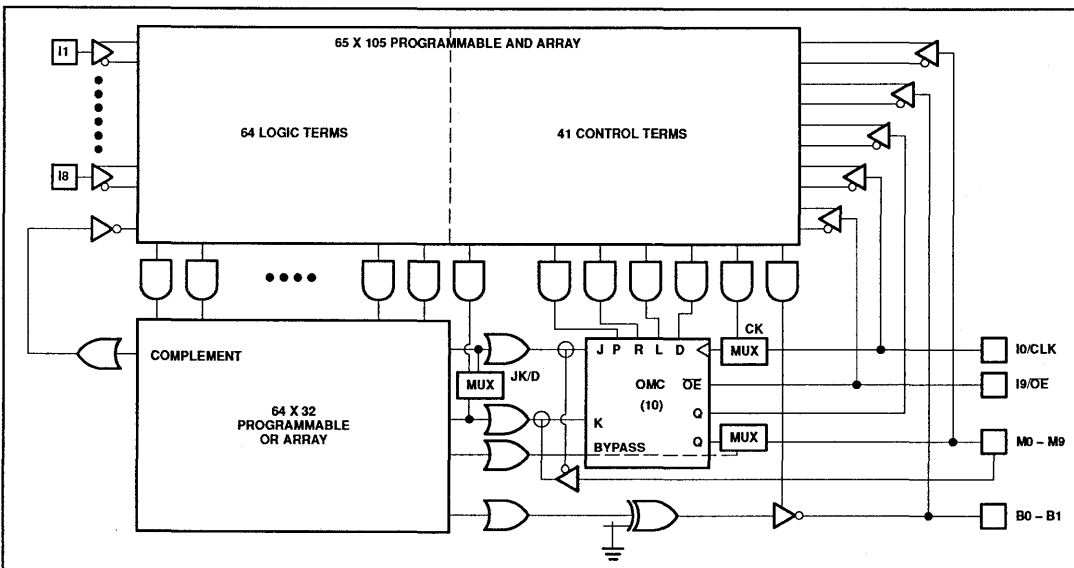 65 X 105 PROGRAMMABLE AND ARRAY
I1
64 LOGIC TERMS
41 CONTROL TERMS
I8
CK
COMPLEMENT
J P R L D
MUX
I0/CLK
MUX
JK/D
OMC
(10)
OE
I9/OE
64 X 32
PROGRAMMABLE
OR ARRAY
K
Q
Q
MUX
M0 – M9
BYPASS
B0 – B1